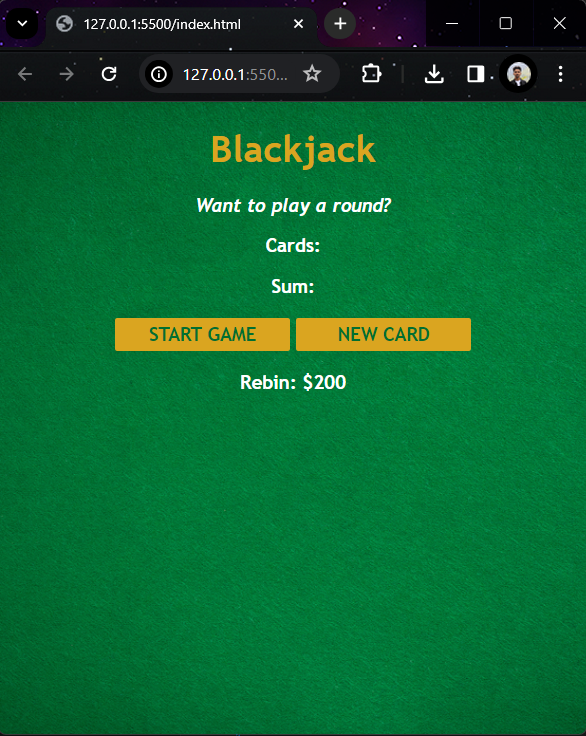 127.0.0.1:5500/index.html
127.0.0.1:550...
Blackjack
Want to play a round?
Cards:
Sum:
START GAME NEW CARD
Rebin: $200